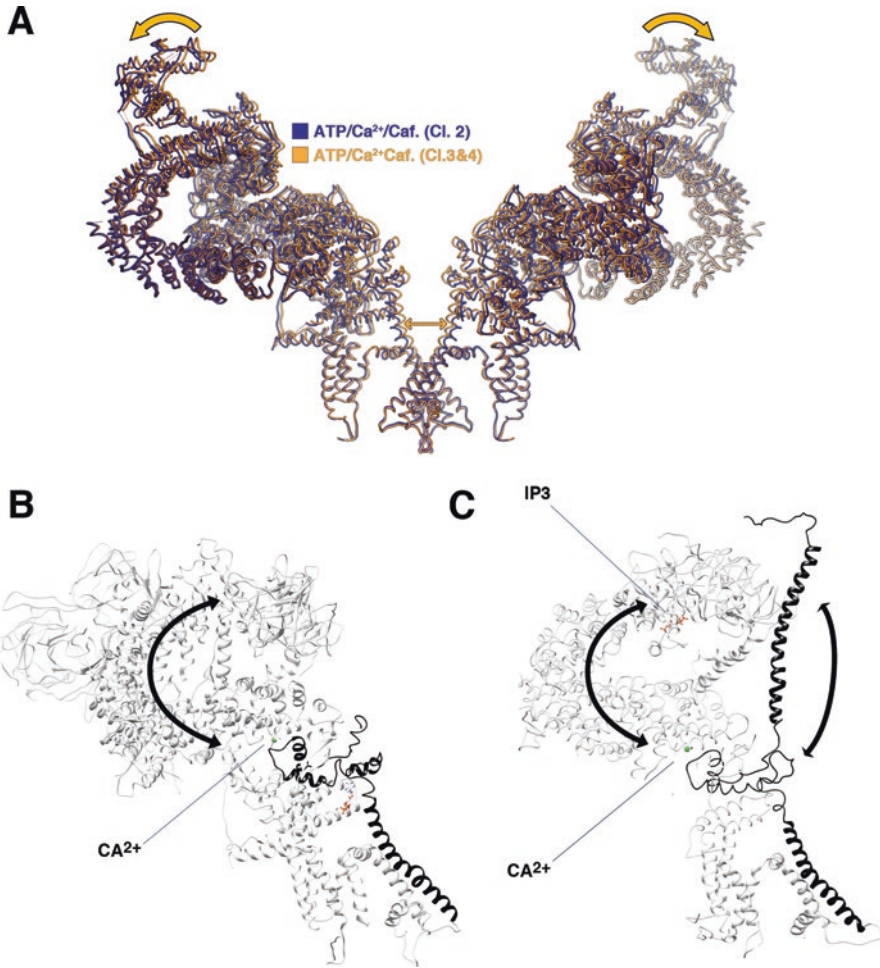 A
ATP/Ca²⁺/Caf. (Cl. 2)
ATP/Ca²⁺Caf. (Cl.3&4)
B
C
IP3
CA²⁺
CA²⁺